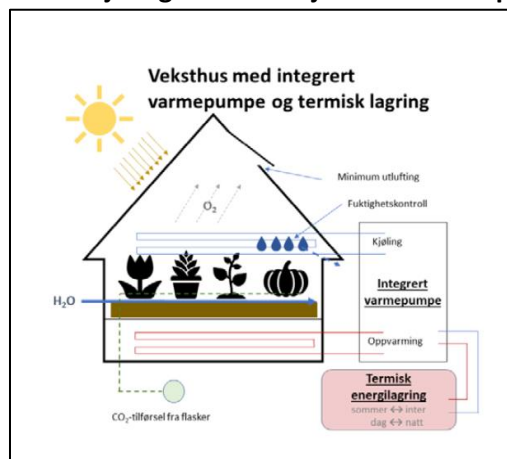 Veksthus med integrert
varmepumpe og termisk lagring
Minimum utlufting
O₂
Fuktighetskontroll
Kjøling
Integrert
varmepumpe
H₂O
Oppvarming
Termisk
energilagring
sommer ↔ inter
dag ↔ natt
CO₂-tilførsel fra flasker